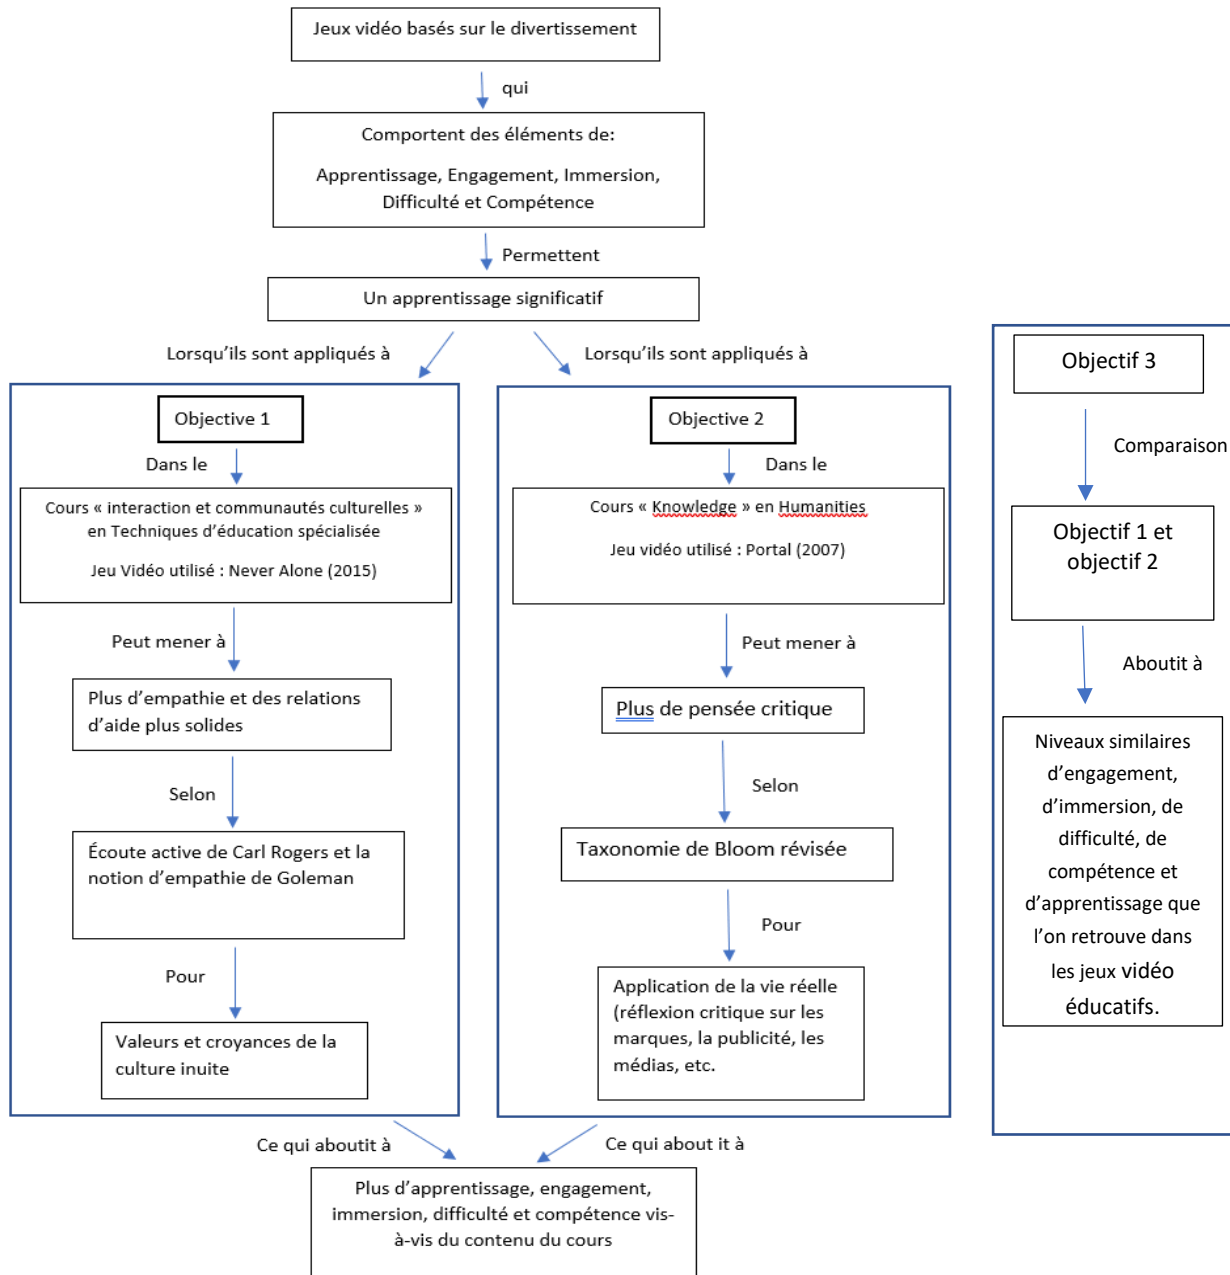 Jeux vidéo basés sur le divertissement
qui
Comportent des éléments de:
Apprentissage, Engagement, Immersion,
Difficulté et Compétence
Permettent
Un apprentissage significatif
Lorsqu’ils sont appliqués à
Lorsqu’ils sont appliqués à
Objective 1
Dans le
Cours « interaction et communautés culturelles »
en Techniques d’éducation spécialisée
Jeu Vidéo utilisé : Never Alone (2015)
Peut mener à
Plus d’empathie et des relations
d’aide plus solides
Selon
Écoute active de Carl Rogers et la
notion d’empathie de Goleman
Pour
Valeurs et croyances de la
culture inuite
Ce qui aboutit à
Objective 2
Dans le
Cours « Knowledge » en Humanities
Jeu vidéo utilisé : Portal (2007)
Peut mener à
Plus de pensée critique
Selon
Taxonomie de Bloom révisée
Pour
Application de la vie réelle
(réflexion critique sur les
marques, la publicité, les
médias, etc.
Ce qui about it à
Plus d’apprentissage, engagement,
immersion, difficulté et compétence vis-
à-vis du contenu du cours
Objectif 3
Comparaison
Objectif 1 et
objectif 2
Aboutit à
Niveaux similaires
d’engagement,
d’immersion, de
difficulté, de
compétence et
d’apprentissage que
l’on retrouve dans
les jeux vidéo
éducatifs.